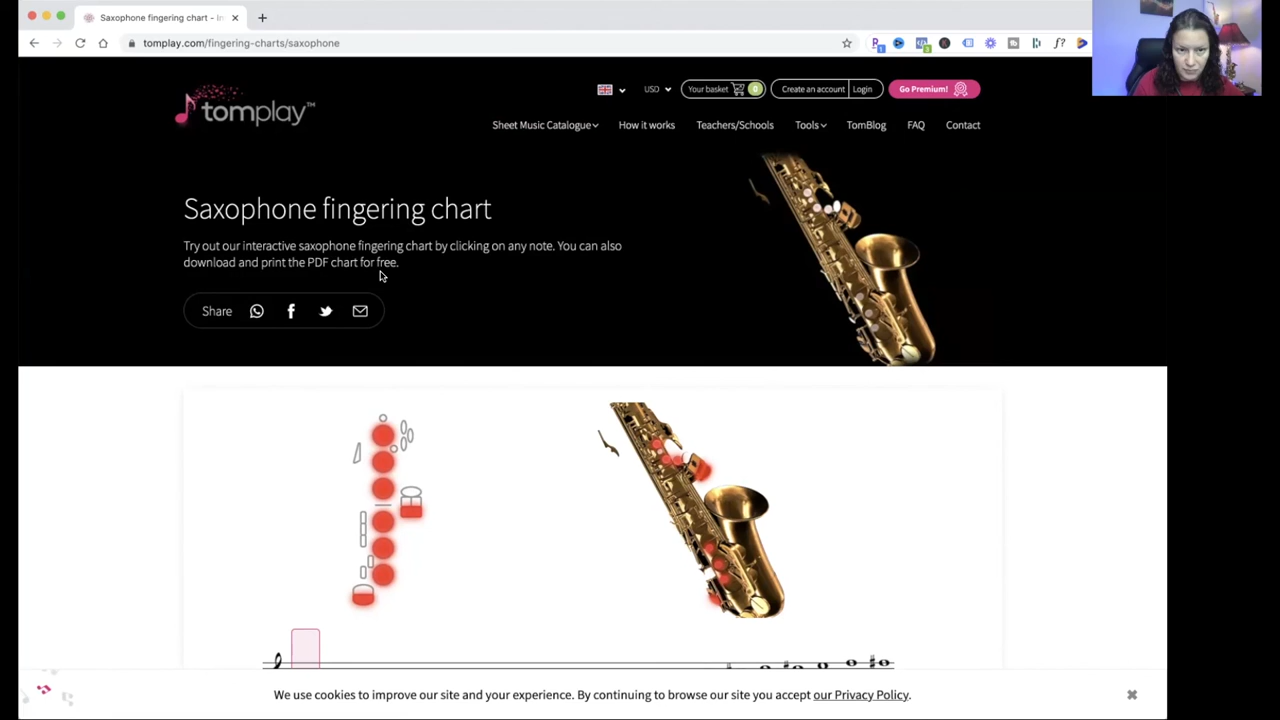 Saxophone fingering chart - In
tomplay.com/fingering-charts/saxophone
tomplay™
USD
Your basket 0
Create an account
Login
Go Premium!
Sheet Music Catalogue
How it works
Teachers/Schools
Tools
TomBlog
FAQ
Contact
Saxophone fingering chart
Try out our interactive saxophone fingering chart by clicking on any note. You can also
download and print the PDF chart for free.
Share
We use cookies to improve our site and your experience. By continuing to browse our site you accept our Privacy Policy.